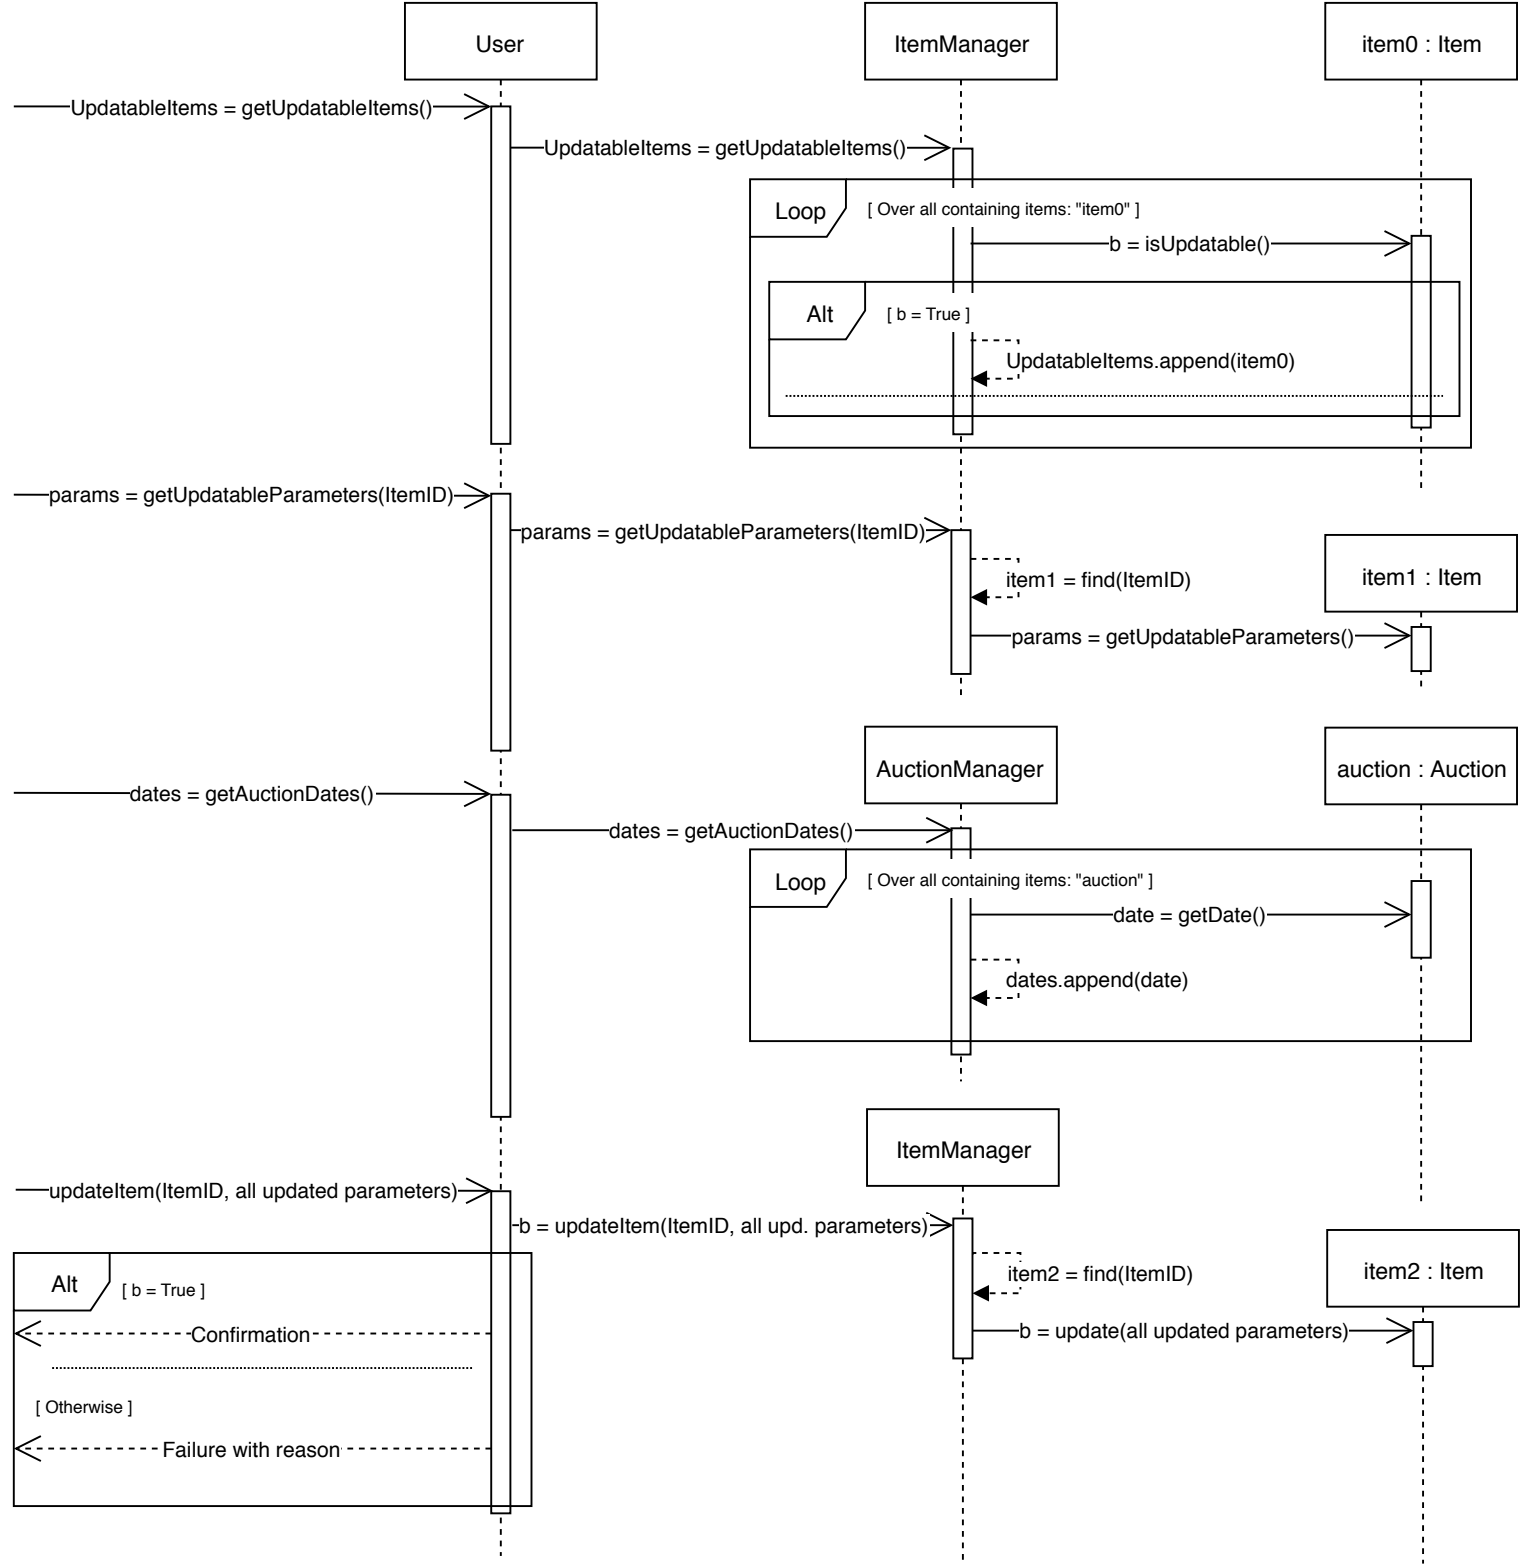 User
ItemManager
item0 : Item
UpdatableItems = getUpdatableItems()
UpdatableItems = getUpdatableItems()
Loop
[ Over all containing items: "item0" ]
b = isUpdatable()
Alt
[ b = True ]
UpdatableItems.append(item0)
params = getUpdatableParameters(ItemID)
params = getUpdatableParameters(ItemID)
item1 = find(ItemID)
item1 : Item
params = getUpdatableParameters()
AuctionManager
auction : Auction
dates = getAuctionDates()
dates = getAuctionDates()
Loop
[ Over all containing items: "auction" ]
date = getDate()
dates.append(date)
ItemManager
updateItem(ItemID, all updated parameters)
b = updateItem(ItemID, all upd. parameters)
item2 = find(ItemID)
item2 : Item
Alt
[ b = True ]
Confirmation
b = update(all updated parameters)
[ Otherwise ]
Failure with reason